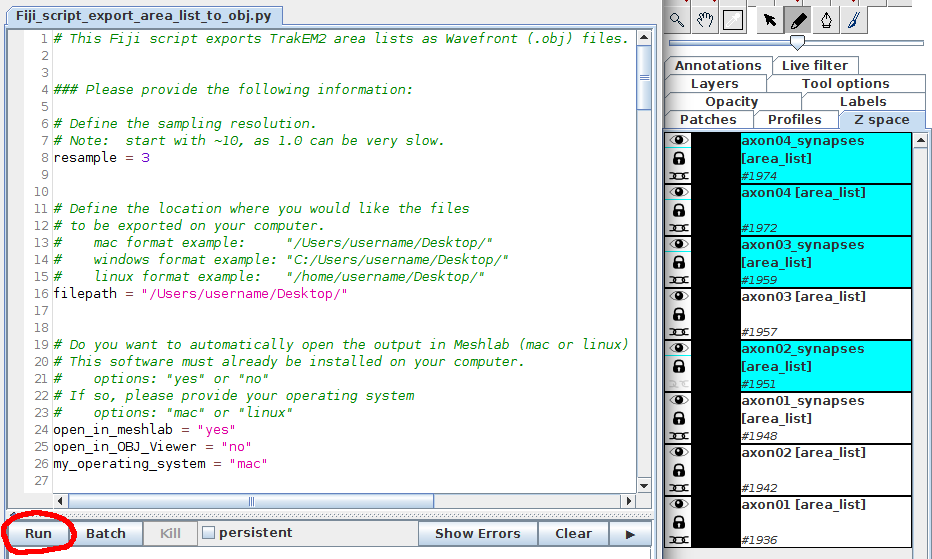 Fiji_script_export_area_list_to_obj.py
1 # This Fiji script exports TrakEM2 area lists as Wavefront (.obj) files.
2
3
4 ### Please provide the following information:
5
6 # Define the sampling resolution.
7 # Note:  start with ~10, as 1.0 can be very slow.
8 resample = 3
9
10
11 # Define the location where you would like the files
12 # to be exported on your computer.
13 #    mac format example:     "/Users/username/Desktop/"
14 #    windows format example: "C:/Users/username/Desktop/"
15 #    linux format example:   "/home/username/Desktop/"
16 filepath = "/Users/username/Desktop/"
17
18
19 # Do you want to automatically open the output in Meshlab (mac or linux)
20 # This software must already be installed on your computer.
21 #    options: "yes" or "no"
22 # If so, please provide your operating system
23 #    options: "mac" or "linux"
24 open_in_meshlab = "yes"
25 open_in_OBJ_Viewer = "no"
26 my_operating_system = "mac"
27
Run Batch Kill persistent Show Errors Clear
Annotations Live filter
Layers Tool options
Opacity Labels
Patches Profiles Z space
axon04_synapses
[area_list]
#1974
axon04 [area_list]
#1972
axon03_synapses
[area_list]
#1959
axon03 [area_list]
#1957
axon02_synapses
[area_list]
#1951
axon01_synapses
[area_list]
#1948
axon02 [area_list]
#1942
axon01 [area_list]
#1936